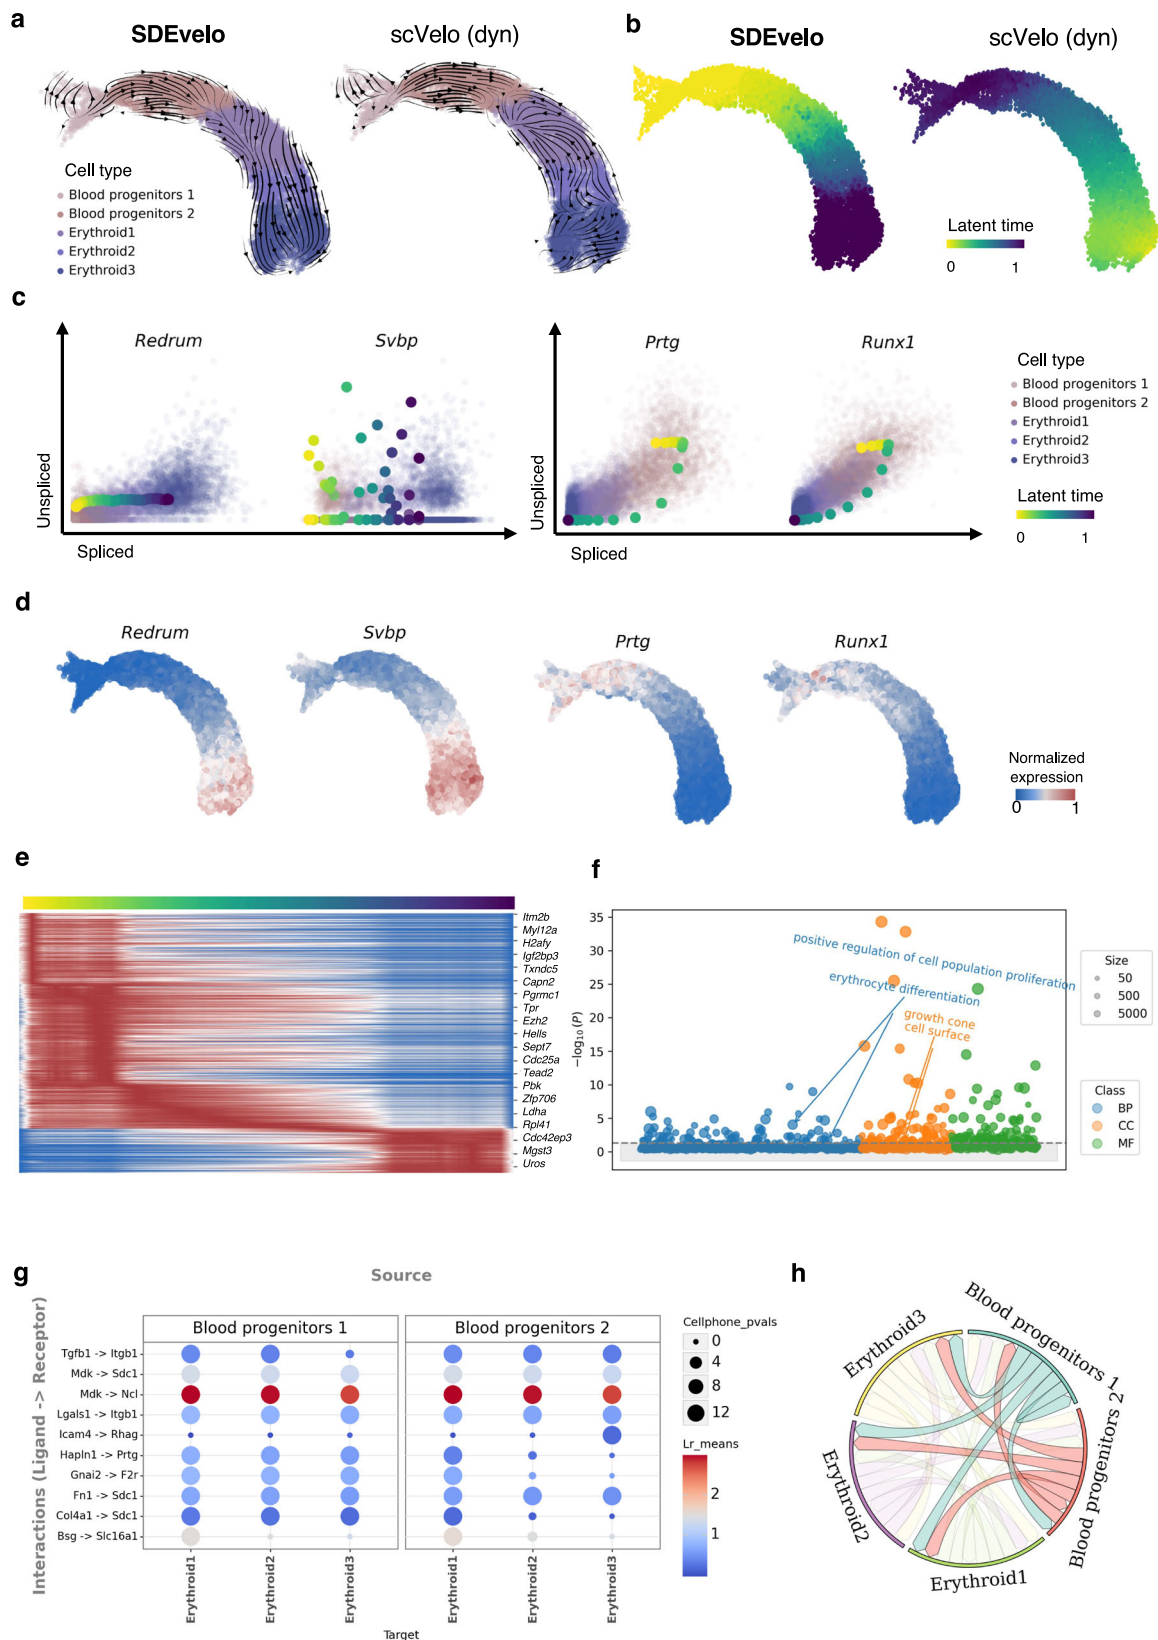 a
SDEvelo
scVelo (dyn)
Cell type
Blood progenitors 1
Blood progenitors 2
Erythroid1
Erythroid2
Erythroid3
b
SDEvelo
scVelo (dyn)
Latent time
0
1
c
Redrum
Svbp
Prtg
Runx1
Unspliced
Spliced
Unspliced
Spliced
Cell type
Blood progenitors 1
Blood progenitors 2
Erythroid1
Erythroid2
Erythroid3
Latent time
0
1
d
Redrum
Svbp
Prtg
Runx1
Normalized
expression
0
1
e
Itm2b
Myl12a
H2afy
Igf2bp3
Txndc5
Capn2
Pgrmc1
Tpr
Ezh2
Hells
Sept7
Cdc25a
Tead2
Pbk
Zfp706
Ldha
Rpl41
Cdc42ep3
Mgst3
Uros
f
35
30
25
20
15
10
5
0
−log10(P)
positive regulation of cell population proliferation
erythrocyte differentiation
growth cone
cell surface
Size
50
500
5000
Class
BP
CC
MF
g
Source
Blood progenitors 1
Blood progenitors 2
Interactions (Ligand -> Receptor)
Tgfb1 -> Itgb1
Mdk -> Sdc1
Mdk -> Ncl
Lgals1 -> Itgb1
Icam4 -> Rhag
Hapln1 -> Prtg
Gnai2 -> F2r
Fn1 -> Sdc1
Col4a1 -> Sdc1
Bsg -> Slc16a1
Erythroid1
Erythroid2
Erythroid3
Erythroid1
Erythroid2
Erythroid3
Target
Cellphone_pvals
0
4
8
12
Lr_means
2
1
h
Erythroid3
Blood progenitors 1
Blood progenitors 2
Erythroid1
Erythroid2